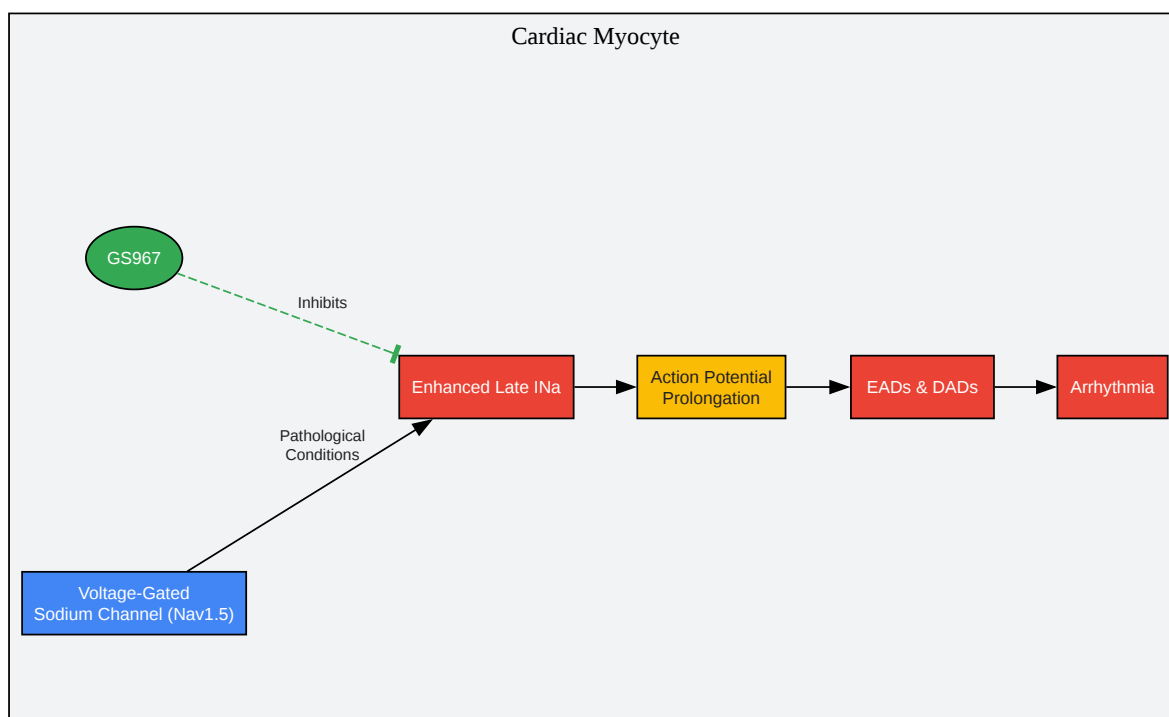 Cardiac Myocyte
GS967
Inhibits
Enhanced Late INa
Action Potential
Prolongation
EADs & DADs
Arrhythmia
Pathological
Conditions
Voltage-Gated
Sodium Channel (Nav1.5)